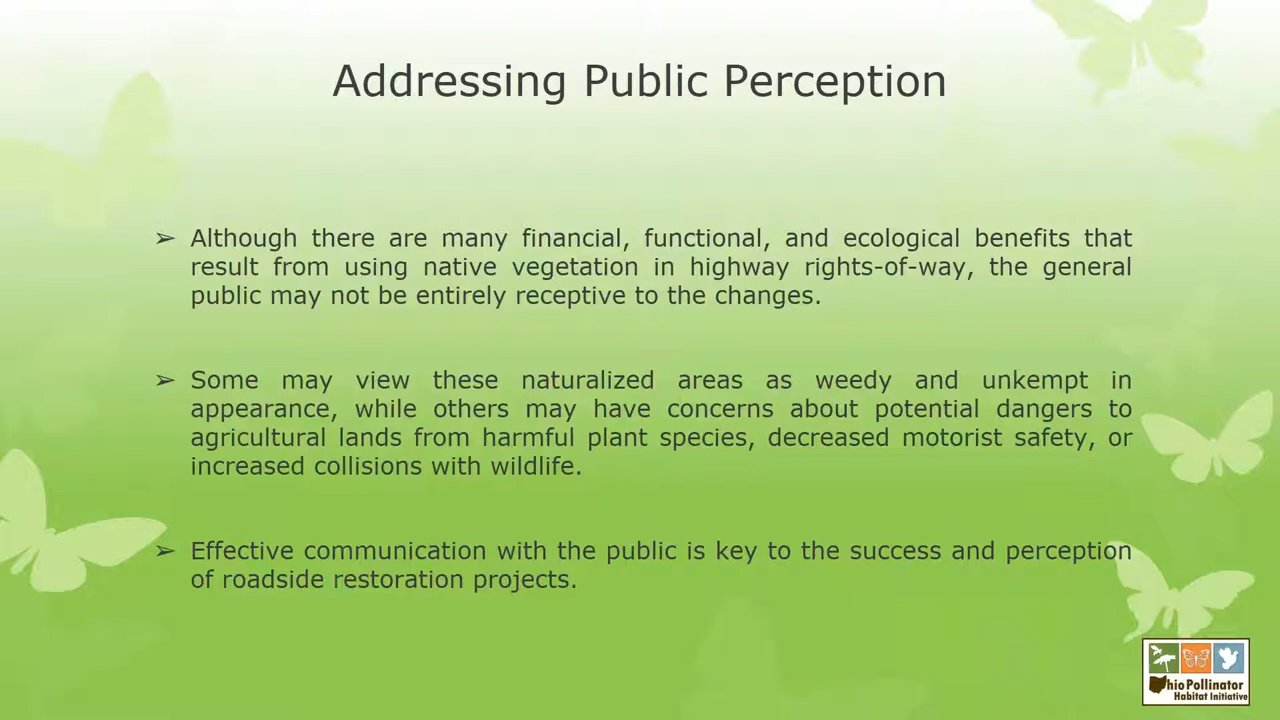 Addressing Public Perception
➢ Although there are many financial, functional, and ecological benefits that
result from using native vegetation in highway rights-of-way, the general
public may not be entirely receptive to the changes.
➢ Some may view these naturalized areas as weedy and unkempt in
appearance, while others may have concerns about potential dangers to
agricultural lands from harmful plant species, decreased motorist safety, or
increased collisions with wildlife.
➢ Effective communication with the public is key to the success and perception
of roadside restoration projects.
Ohio Pollinator
Habitat Initiative